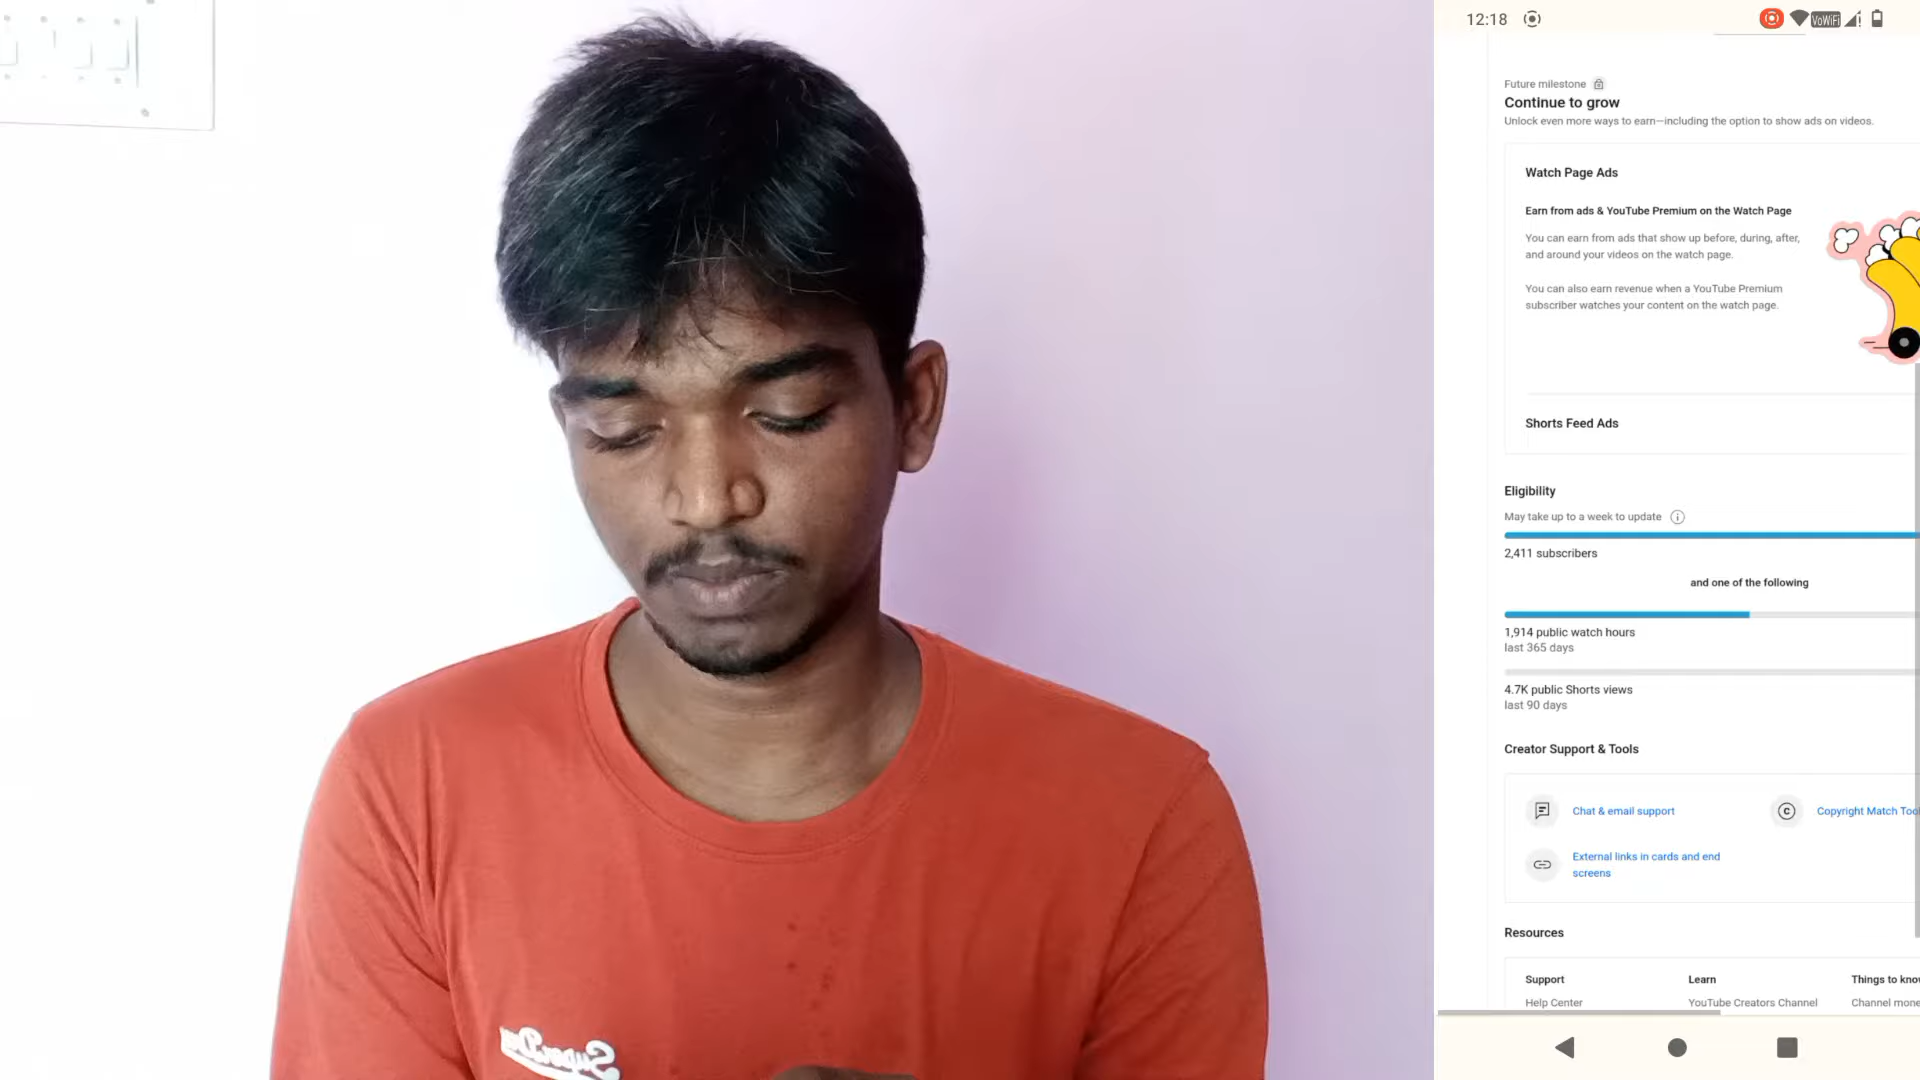 12:18
VoWiFi
Future milestone
Continue to grow
Unlock even more ways to earn—including the option to show ads on videos.
Watch Page Ads
Earn from ads & YouTube Premium on the Watch Page
You can earn from ads that show up before, during, after,
and around your videos on the watch page.
You can also earn revenue when a YouTube Premium
subscriber watches your content on the watch page.
Shorts Feed Ads
Eligibility
May take up to a week to update
2,411 subscribers
and one of the following
1,914 public watch hours
last 365 days
4.7K public Shorts views
last 90 days
Creator Support & Tools
Chat & email support
Copyright Match Tool
External links in cards and end
screens
Resources
Support
Learn
Things to know
Help Center
YouTube Creators Channel
Channel mone